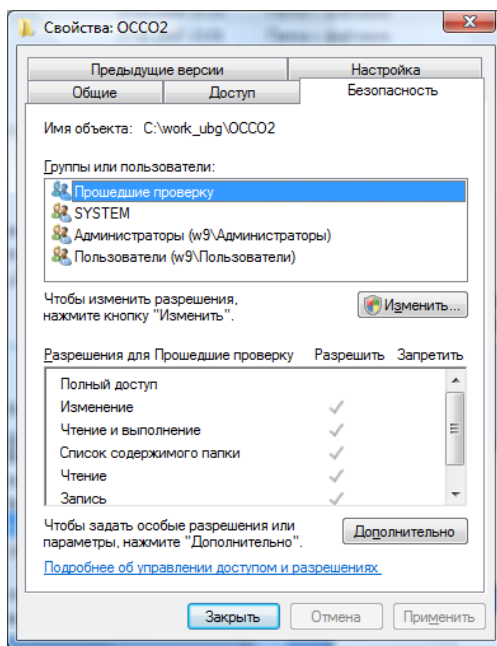 Свойства: ОССО2
Предыдущие версии Настройка
Общие Доступ Безопасность
Имя объекта: C:\work_ubg\ОССО2
Группы или пользователи:
Прошедшие проверку
SYSTEM
Администраторы (w9\Администраторы)
Пользователи (w9\Пользователи)
Чтобы изменить разрешения,
нажмите кнопку "Изменить".
Изменить...
Разрешения для Прошедшие проверку Разрешить Запретить
Полный доступ
Изменение
Чтение и выполнение
Список содержимого папки
Чтение
Запись
Чтобы задать особые разрешения или
параметры, нажмите "Дополнительно".
Дополнительно
Подробнее об управлении доступом и разрешениях
Закрыть Отмена Применить